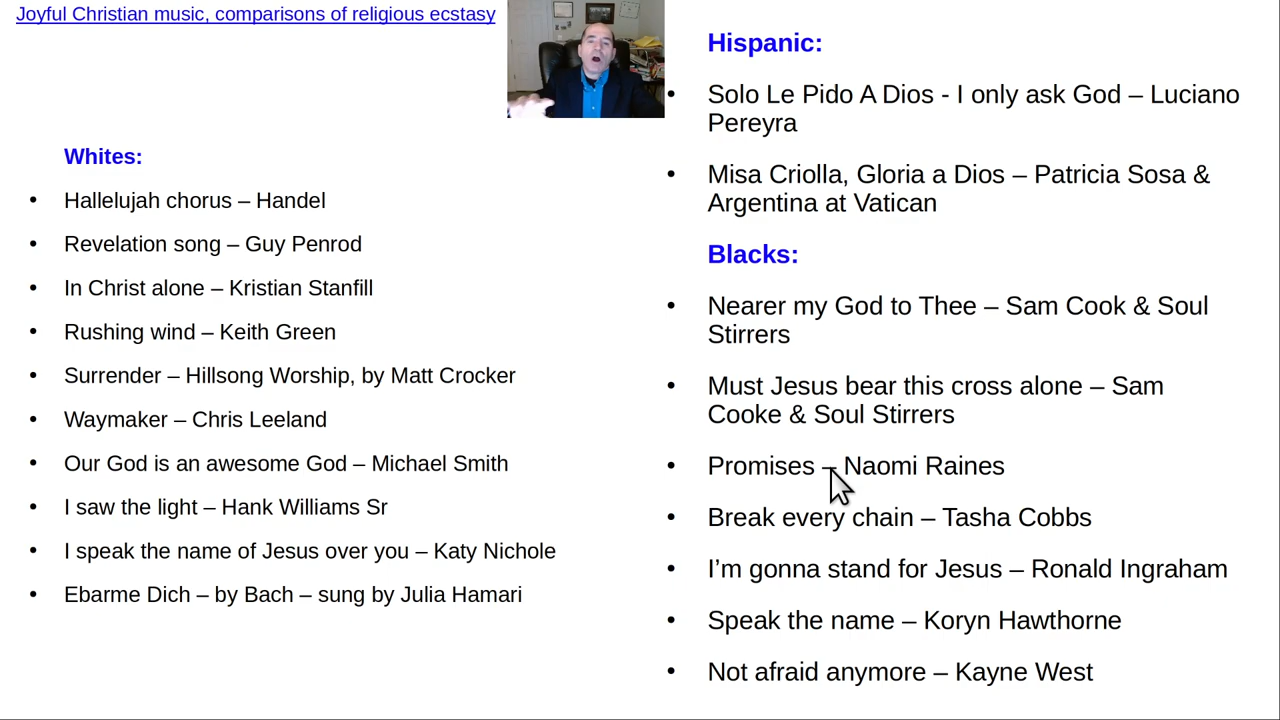 Joyful Christian music, comparisons of religious ecstasy
Whites:
Hallelujah chorus – Handel
Revelation song – Guy Penrod
In Christ alone – Kristian Stanfill
Rushing wind – Keith Green
Surrender – Hillsong Worship, by Matt Crocker
Waymaker – Chris Leeland
Our God is an awesome God – Michael Smith
I saw the light – Hank Williams Sr
I speak the name of Jesus over you – Katy Nichole
Ebarme Dich – by Bach – sung by Julia Hamari
Hispanic:
Solo Le Pido A Dios - I only ask God – Luciano
Pereyra
Misa Criolla, Gloria a Dios – Patricia Sosa &
Argentina at Vatican
Blacks:
Nearer my God to Thee – Sam Cook & Soul
Stirrers
Must Jesus bear this cross alone – Sam
Cooke & Soul Stirrers
Promises – Naomi Raines
Break every chain – Tasha Cobbs
I’m gonna stand for Jesus – Ronald Ingraham
Speak the name – Koryn Hawthorne
Not afraid anymore – Kayne West